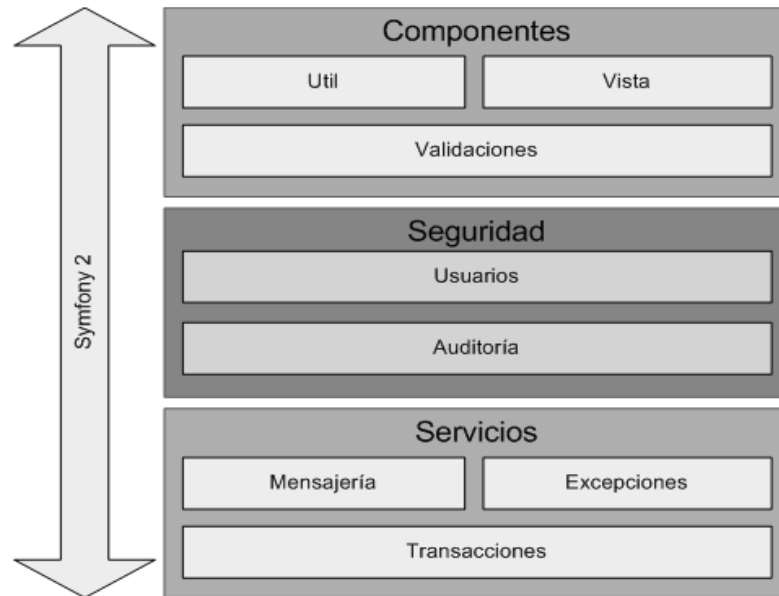 Symfony 2
Componentes
Util
Vista
Validaciones
Seguridad
Usuarios
Auditoría
Servicios
Mensajería
Excepciones
Transacciones